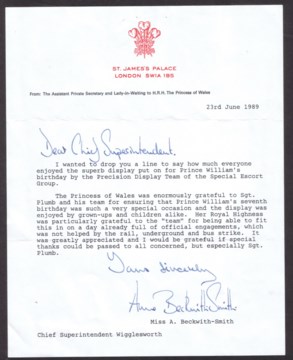 ST. JAMES'S PALACE
LONDON SW1A 1BS
From: The Assistant Private Secretary and Lady-in-Waiting to H.R.H. The Princess of Wales
23rd June 1989
Dear Chief Superintendent,
I wanted to drop you a line to say how much everyone
enjoyed the superb display put on for Prince William's
birthday by the Precision Display Team of the Special Escort
Group.
The Princess of Wales was enormously grateful to Sgt.
Plumb and his team for ensuring that Prince William's seventh
birthday was such a very special occasion and the display was
enjoyed by grown-ups and children alike. Her Royal Highness
was particularly grateful to the "team" for being able to fit
this in on a day already full of official engagements, which
was not helped by the rail, underground and bus strike. It
was greatly appreciated and I would be grateful if special
thanks could be passed to all concerned, but especially Sgt.
Plumb.
Yours sincerely
Anne Beckwith-Smith
Miss A. Beckwith-Smith
Chief Superintendent Wigglesworth